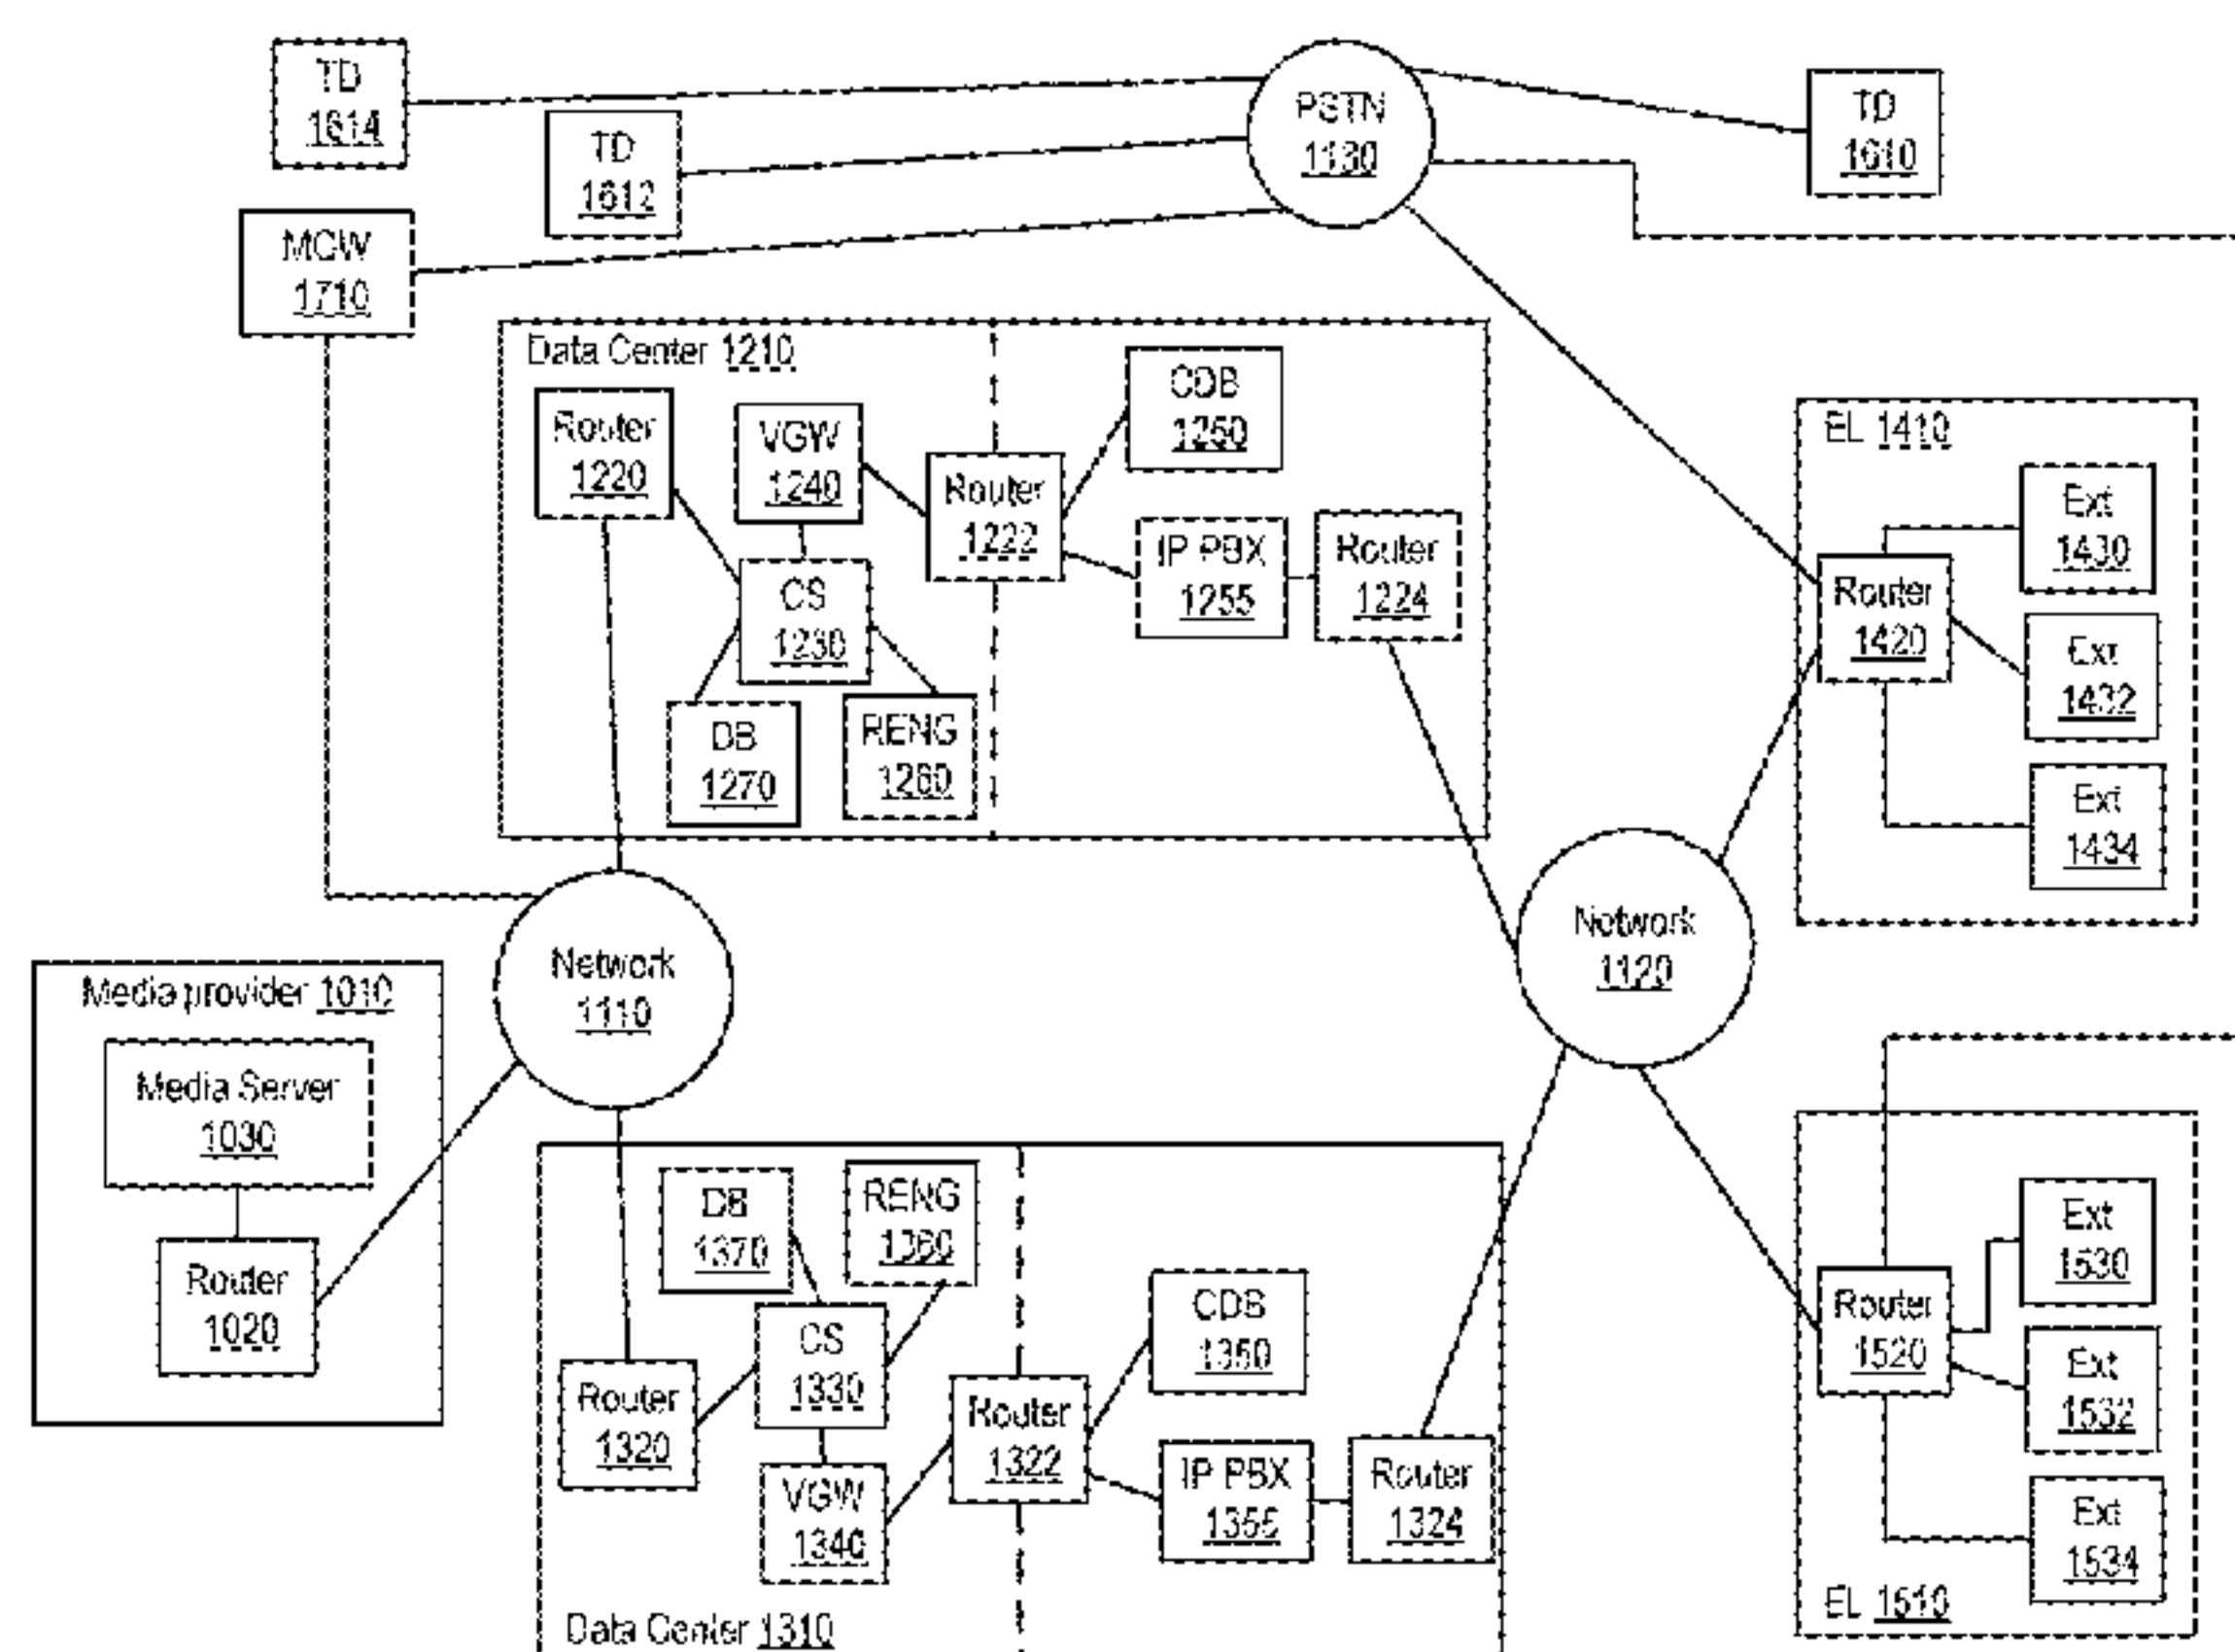 TD
1614
TD
1612
PSTN
1130
TD
1610
MGW
1710
Data Center 1210
Router
1220
VGW
1240
Router
1222
CDB
1250
IP PBX
1255
Router
1224
CS
1230
DB
1270
RENG
1260
EL 1410
Router
1420
Ext
1430
Ext
1432
Ext
1434
Network
1110
Network
1120
Media provider 1010
Media Server
1030
Router
1020
DB
1370
RENG
1360
CS
1330
Router
1320
VGW
1340
Router
1322
CDB
1350
IP PBX
1355
Router
1324
Data Center 1310
Router
1520
Ext
1530
Ext
1532
Ext
1534
EL 1510